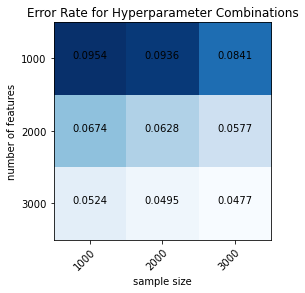 Error Rate for Hyperparameter Combinations
number of features
1000
0.0954 0.0936 0.0841
2000
0.0674 0.0628 0.0577
3000
0.0524 0.0495 0.0477
1000 2000 3000
sample size